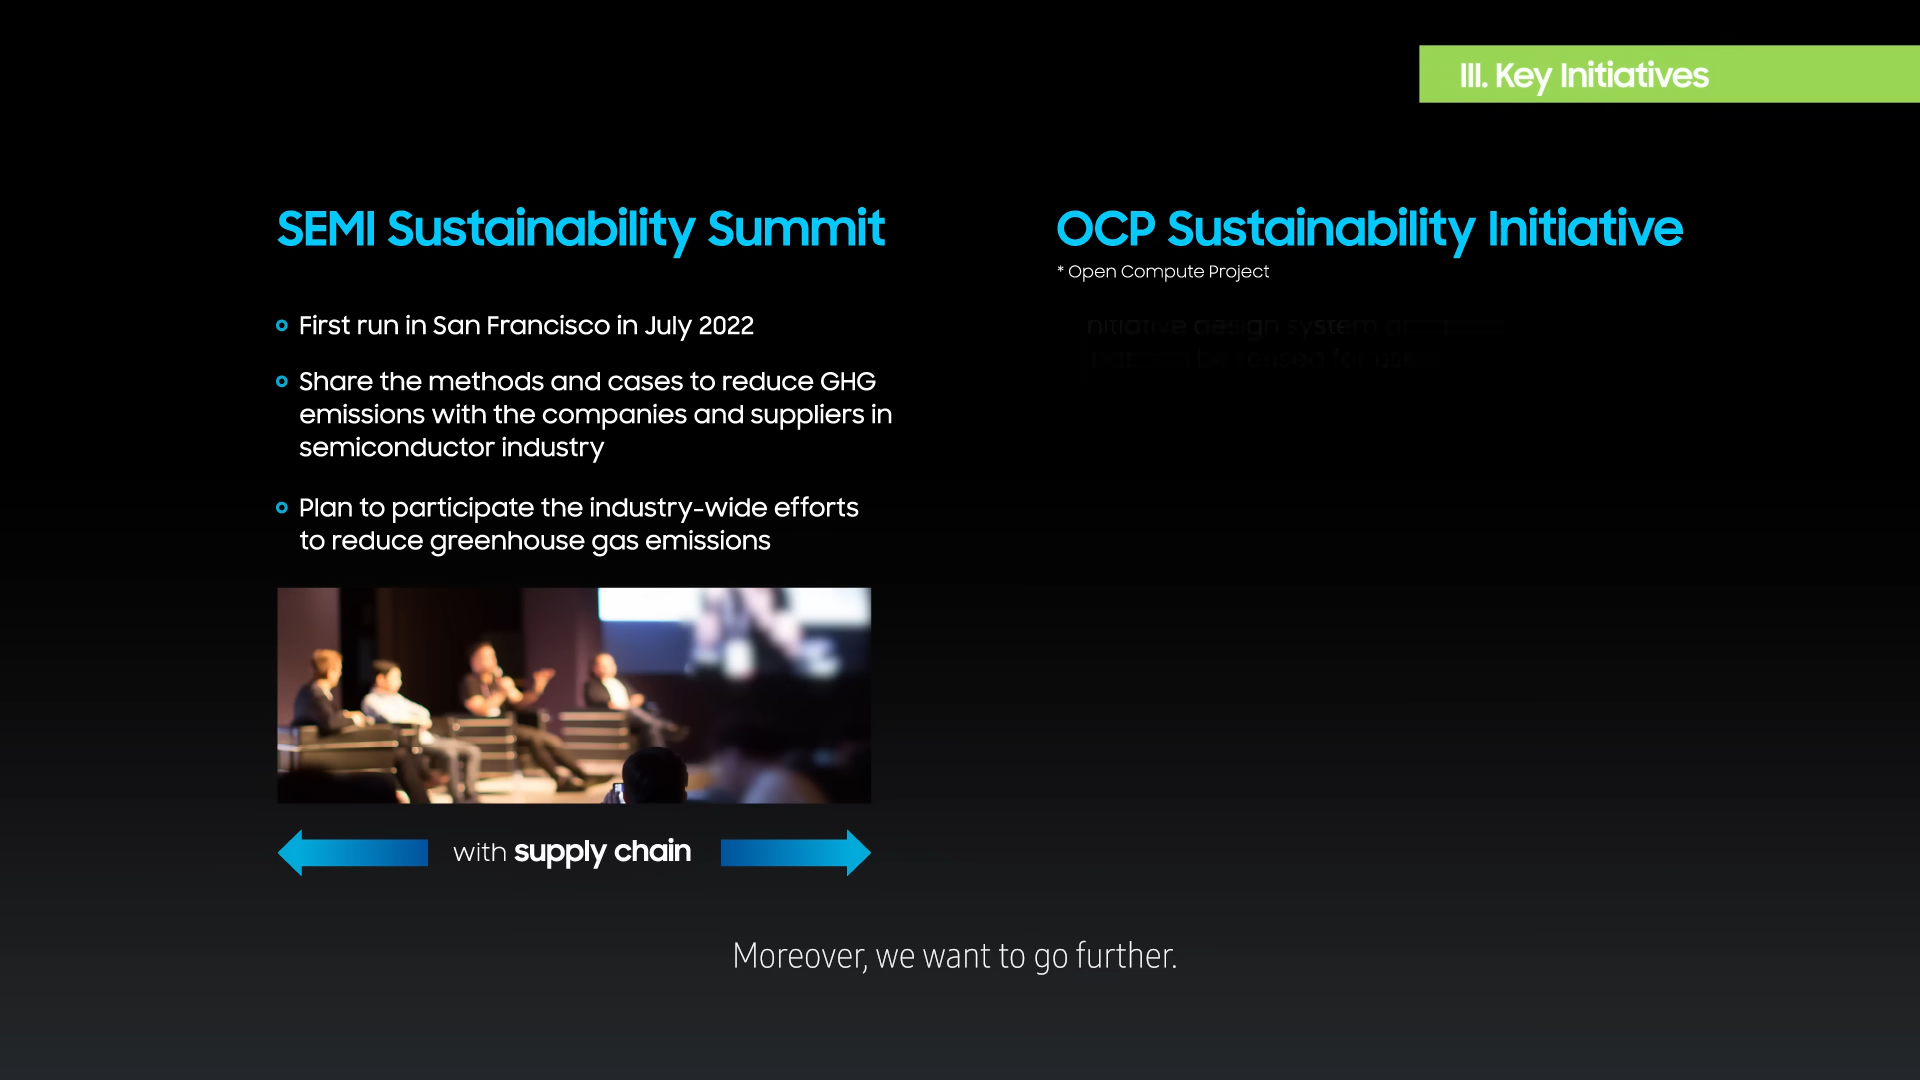 III. Key Initiatives
SEMI Sustainability Summit
First run in San Francisco in July 2022
Share the methods and cases to reduce GHG
emissions with the companies and suppliers in
semiconductor industry
Plan to participate the industry-wide efforts
to reduce greenhouse gas emissions
with supply chain
OCP Sustainability Initiative
* Open Compute Project
design system
Moreover, we want to go further.